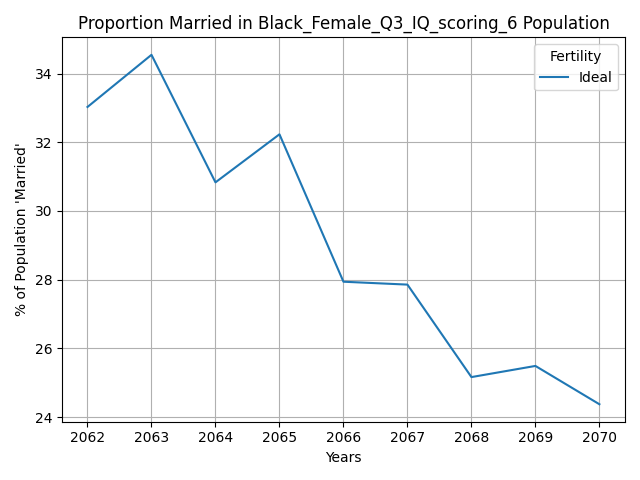 Proportion Married in Black_Female_Q3_IQ_scoring_6 Population
Fertility
Ideal
% of Population 'Married'
34
32
30
28
26
24
2062 2063 2064 2065 2066 2067 2068 2069 2070
Years